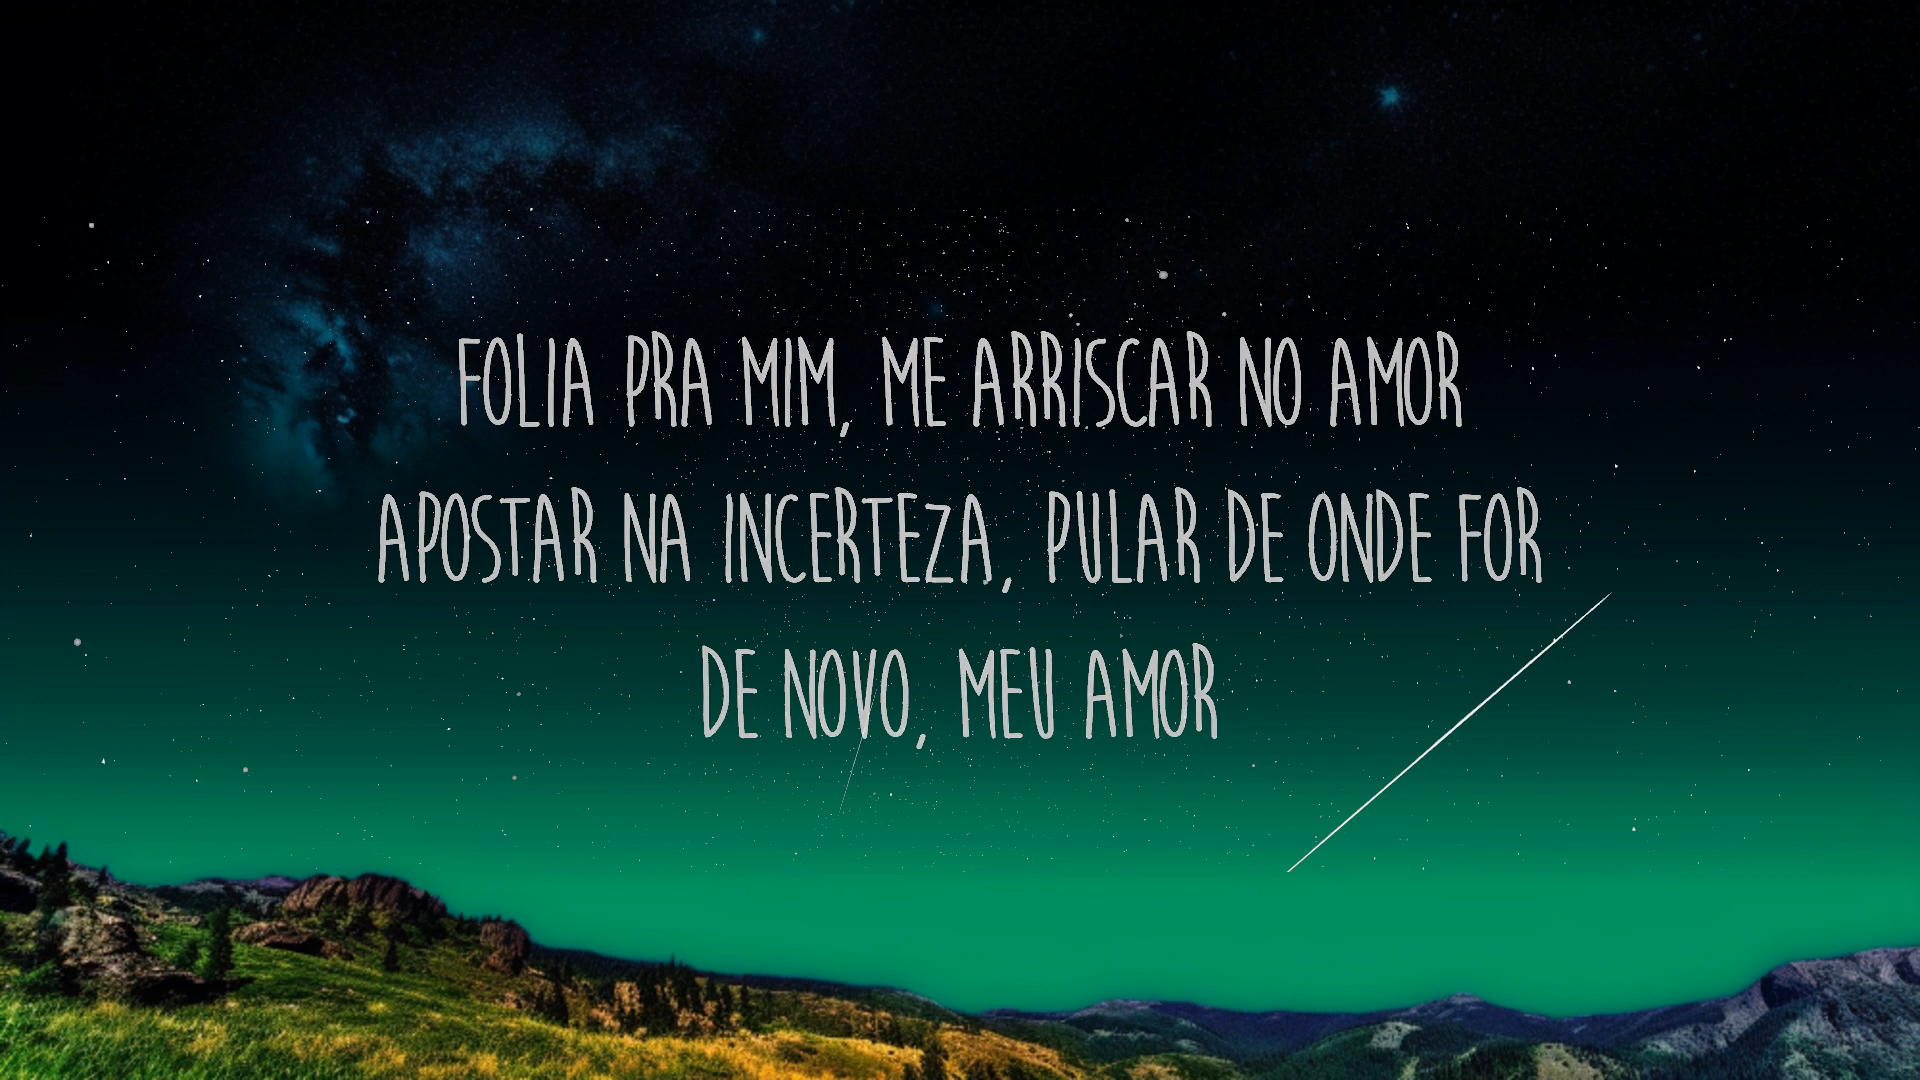 FOLIA PRA MIM, ME ARRISCAR NO AMOR
APOSTAR NA INCERTEZA, PULAR DE ONDE FOR
DE NOVO, MEU AMOR